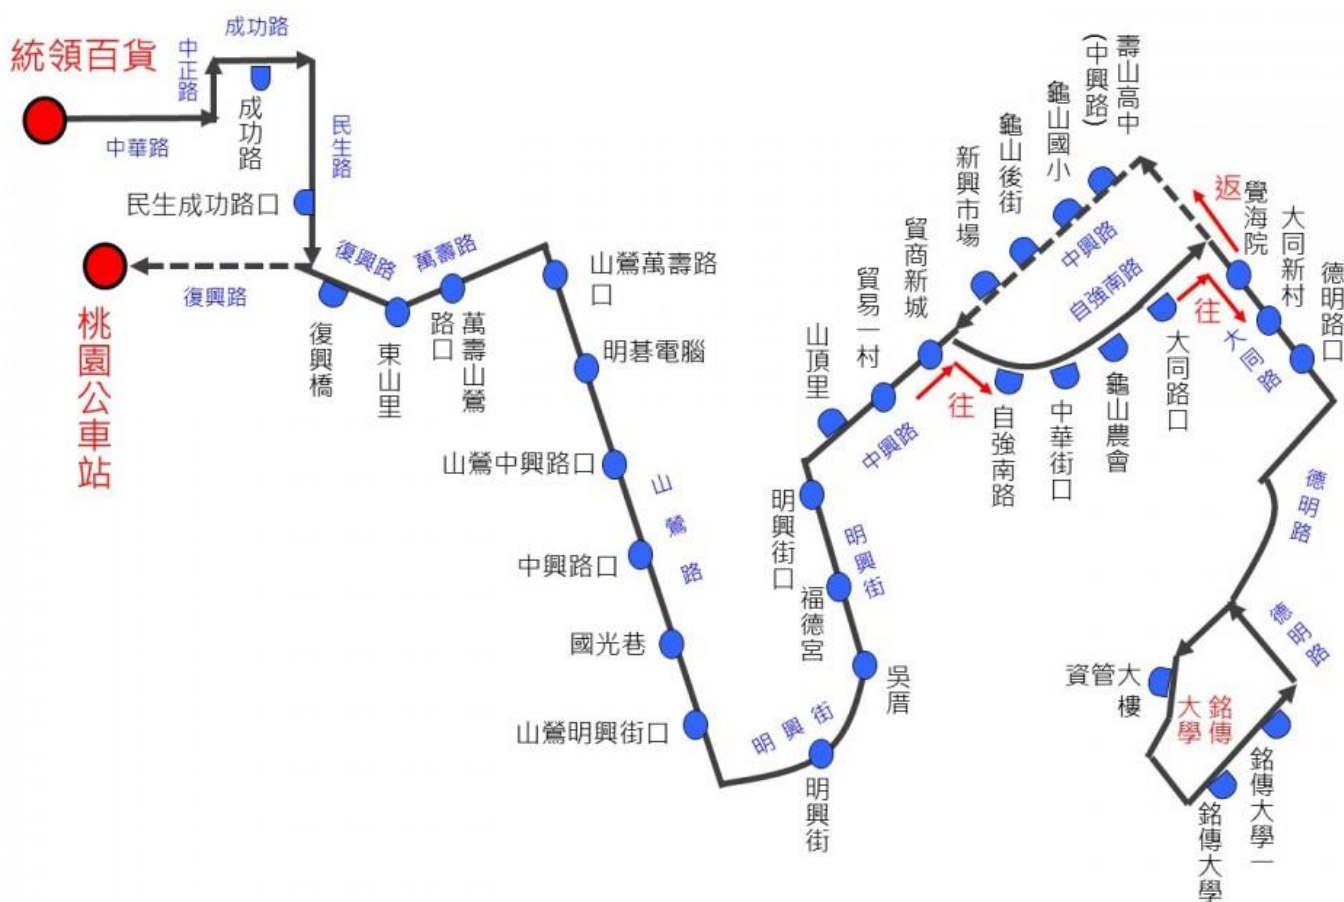 統領百貨
中華路
中正路
成功路
成功路
民生路
民生成功路口
桃園公車站
復興路
復興橋
復興路
東山里
萬壽路
萬壽山鶯
路口
山鶯萬壽路
口
明碁電腦
山鶯中興路口
中興路口
國光巷
山鶯明興街口
山鶯路
明興街
明興街
吳厝
福德宮
明興街
明興街口
山頂里
中興路
貿易一村
貿商新城
往
自強南路
中華街口
龜山農會
大同路口
自強南路
往
大同路
新興市場
龜山後街
龜山國小
壽山高中
(中興路)
中興路
返
覺海院
大同新村
德明路口
德明路
德明路
資管大
樓
銘傳
大學
銘傳大學
銘傳大學一